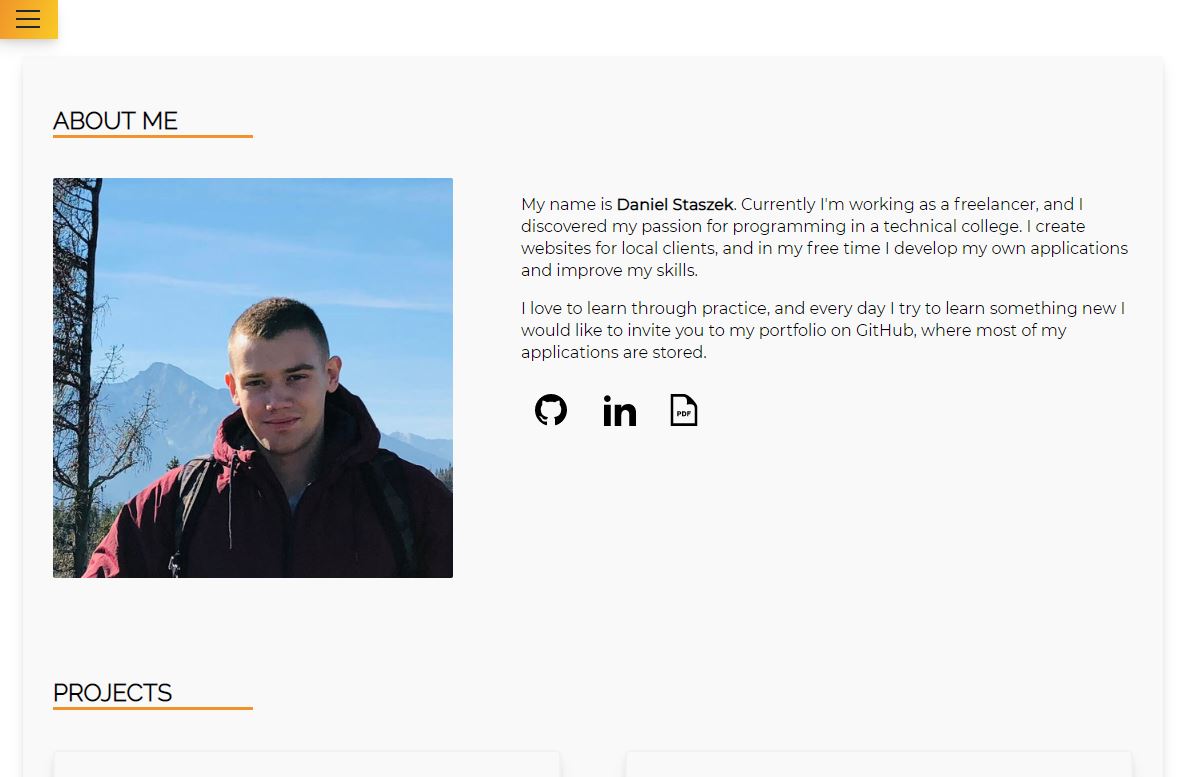 ABOUT ME
My name is Daniel Staszek. Currently I'm working as a freelancer, and I
discovered my passion for programming in a technical college. I create
websites for local clients, and in my free time I develop my own applications
and improve my skills.
I love to learn through practice, and every day I try to learn something new I
would like to invite you to my portfolio on GitHub, where most of my
applications are stored.
in
PDF
PROJECTS